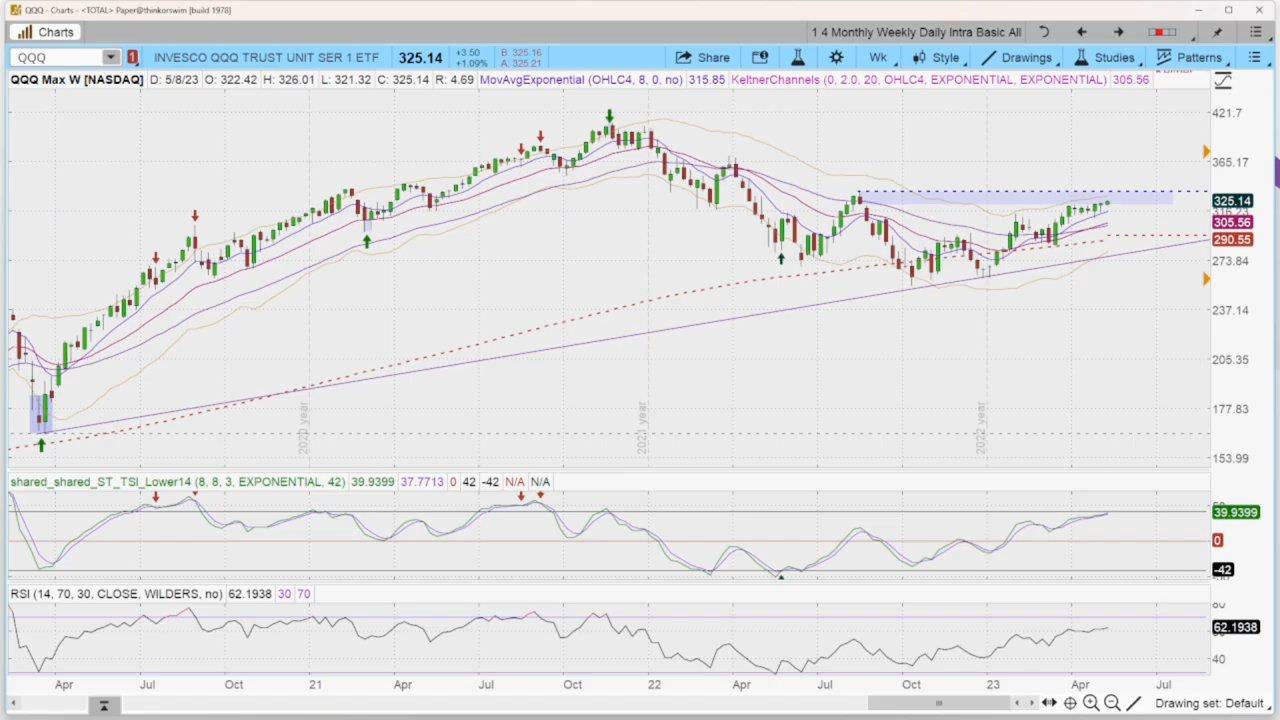 QQQ - Charts - <TOTAL> Paper@thinkorswim [build 1978]
Charts
1 4 Monthly Weekly Daily Intra Basic All
QQQ 1 INVESCO QQQ TRUST UNIT SER 1 ETF 325.14 +3.50 B: 325.16 Share Wk Style Drawings Studies Patterns
+1.09% A: 325.21
QQQ Max W [NASDAQ] D: 5/8/23 O: 322.42 H: 326.01 L: 321.32 C: 325.14 R: 4.69 MovAvgExponential (OHLC4, 8, 0, no) 315.85 KeltnerChannels (0, 2.0, 20, OHLC4, EXPONENTIAL, EXPONENTIAL) 305.56
421.7
365.17
325.14
316.23
305.56
290.55
273.84
237.14
205.35
177.83
153.99
2020 year 2021 year 2022 year
shared_shared_ST_TSI_Lower14 (8, 8, 3, EXPONENTIAL, 42) 39.9399 37.7713 0 42 -42 N/A N/A
39.9399
0
-42
RSI (14, 70, 30, CLOSE, WILDERS, no) 62.1938 30 70
80
62.1938
40
Apr Jul Oct 21 Apr Jul Oct 22 Apr Jul Oct 23 Apr Jul
Drawing set: Default